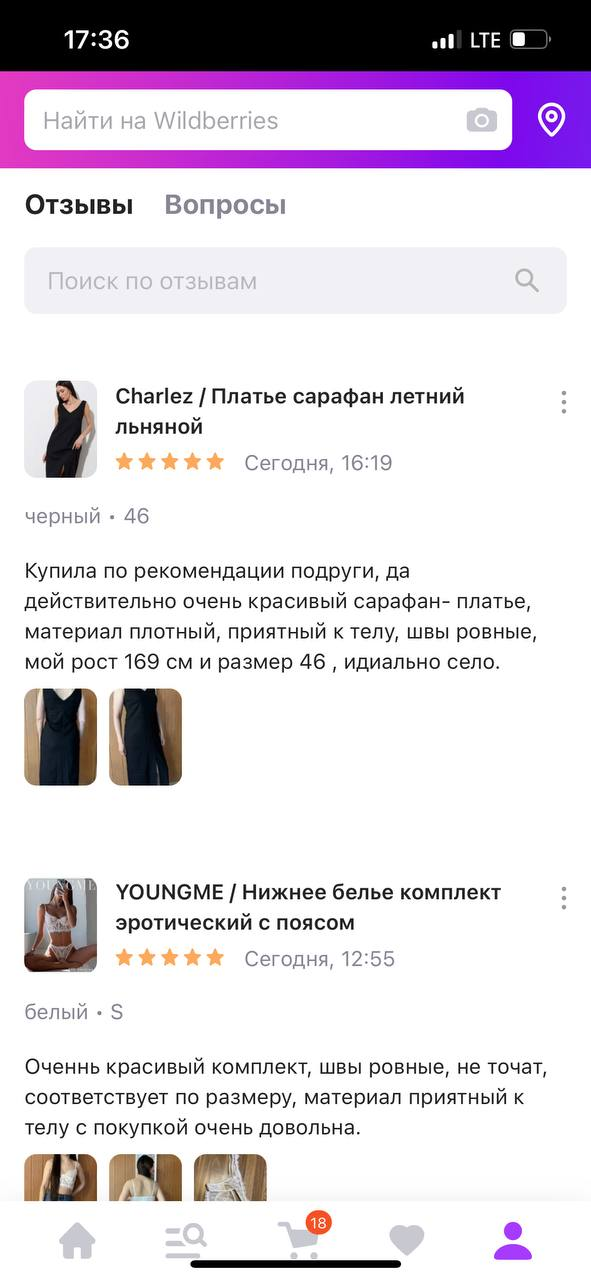 17:36
LTE
Найти на Wildberries
Отзывы Вопросы
Поиск по отзывам
Charlez / Платье сарафан летний
льняной
Сегодня, 16:19
черный • 46
Купила по рекомендации подруги, да
действительно очень красивый сарафан- платье,
материал плотный, приятный к телу, швы ровные,
мой рост 169 см и размер 46 , идиально село.
YOUNGME
YOUNGME / Нижнее белье комплект
эротический с поясом
Сегодня, 12:55
белый • S
Оченнь красивый комплект, швы ровные, не точат,
соответствует по размеру, материал приятный к
телу с покупкой очень довольна.
18